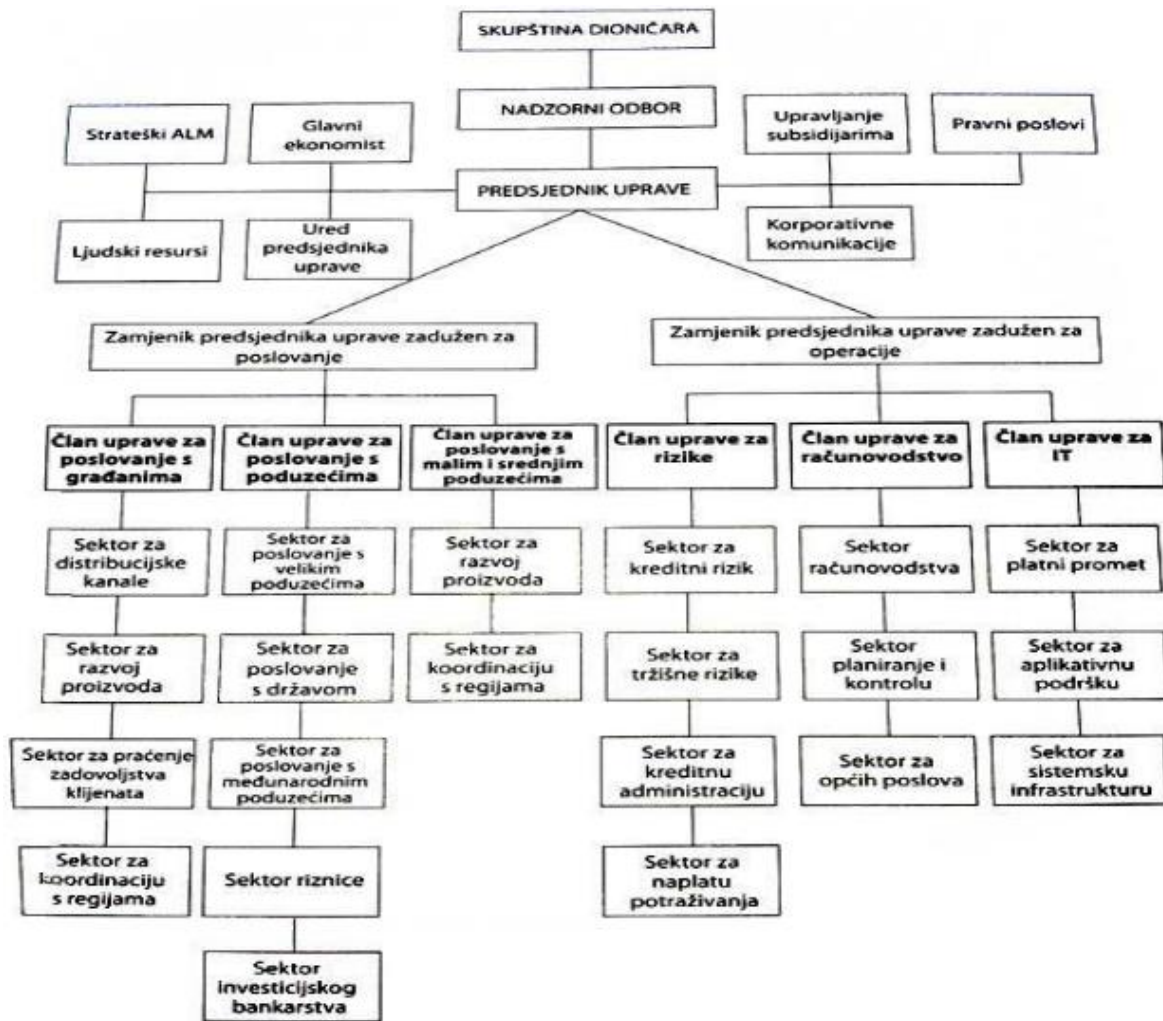 SKUPŠTINA DIONIČARA
NADZORNI ODBOR
Strateški ALM
Glavni
ekonomist
Upravljanje
subsidijarima
Pravni poslovi
PREDSJEDNIK UPRAVE
Ljudski resursi
Ured
predsjednika
uprave
Korporativne
komunikacije
Zamjenik predsjednika uprave zadužen za
poslovanje
Zamjenik predsjednika uprave zadužen za
operacije
Član uprave za
poslovanje s
građanima
Član uprave za
poslovanje s
poduzećima
Član uprave za
poslovanje s
malim i srednjim
poduzećima
Član uprave za
rizike
Član uprave za
računovodstvo
Član uprave za
IT
Sektor za
distribucijske
kanale
Sektor za
poslovanje s
velikim
poduzećima
Sektor za
razvoj
proizvoda
Sektor za
kreditni rizik
Sektor
računovodstva
Sektor za
platni promet
Sektor za
razvoj
proizvoda
Sektor za
poslovanje
s državom
Sektor za
koordinaciju
s regijama
Sektor za
tržišne rizike
Sektor
planiranje i
kontrolu
Sektor za
aplikativnu
podršku
Sektor za praćenje
zadovoljstva
klijenata
Sektor za
poslovanje s
međunarodnim
poduzećima
Sektor za
kreditnu
administraciju
Sektor za
općih poslova
Sektor za
sistemsku
infrastrukturu
Sektor za
koordinaciju
s regijama
Sektor riznice
Sektor za
naplatu
potraživanja
Sektor
investicijskog
bankarstva